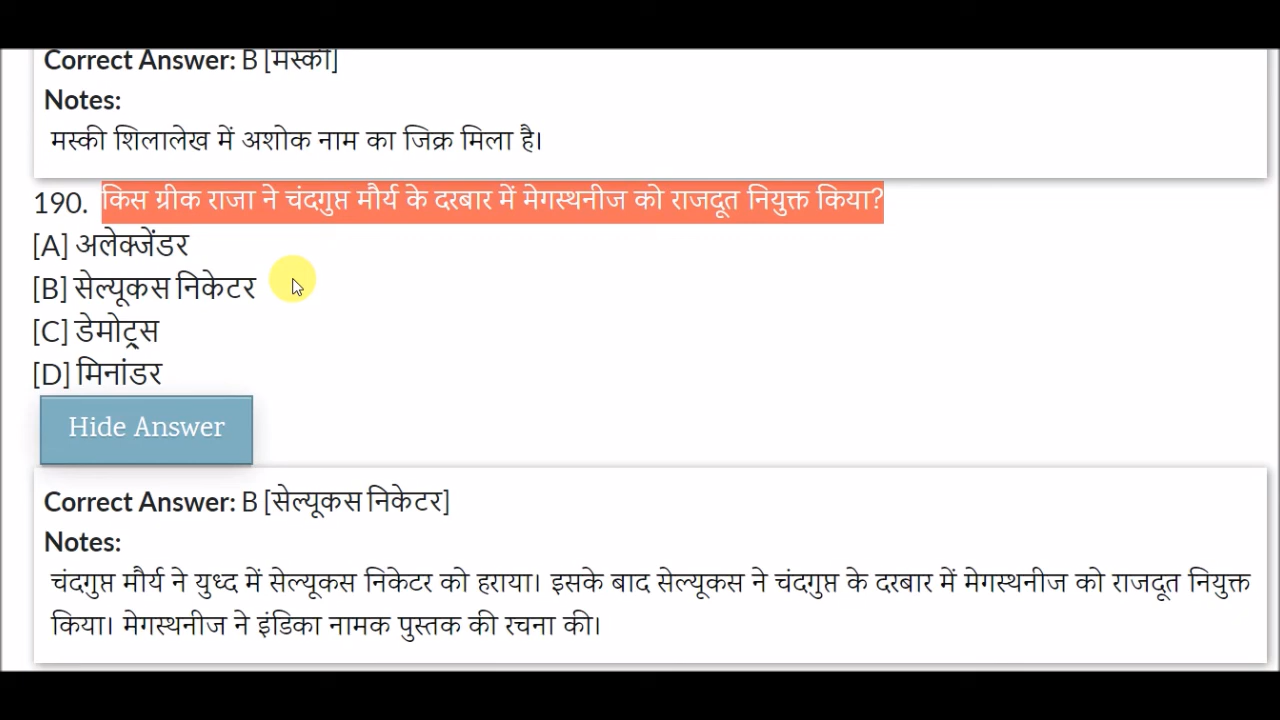 Correct Answer: B [मस्की]
Notes:
मस्की शिलालेख में अशोक नाम का जिक्र मिला है।
190. किस ग्रीक राजा ने चंदगुप्त मौर्य के दरबार में मेगस्थनीज को राजदूत नियुक्त किया?
[A] अलेक्जेंडर
[B] सेल्यूकस निकेटर
[C] डेमोट्र्स
[D] मिनांडर
Hide Answer
Correct Answer: B [सेल्यूकस निकेटर]
Notes:
चंदगुप्त मौर्य ने युध्द में सेल्यूकस निकेटर को हराया। इसके बाद सेल्यूकस ने चंदगुप्त के दरबार में मेगस्थनीज को राजदूत नियुक्त
किया। मेगस्थनीज ने इंडिका नामक पुस्तक की रचना की।